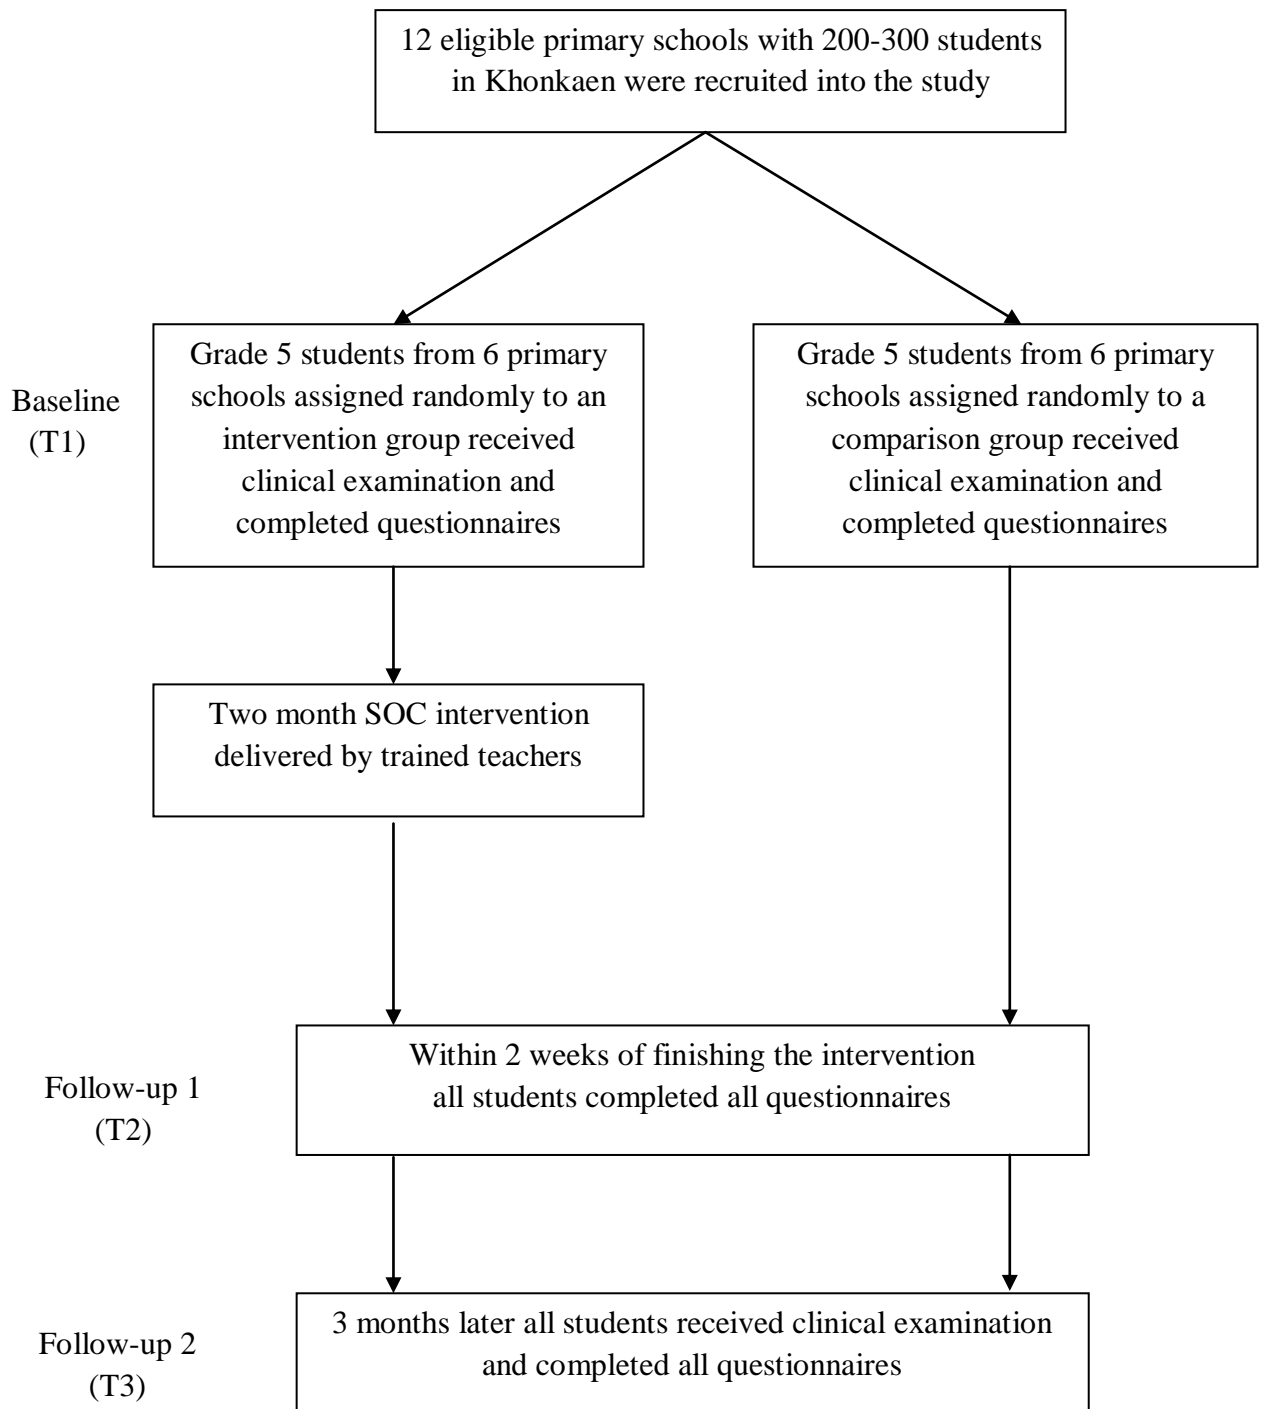 12 eligible primary schools with 200-300 students
in Khonkaen were recruited into the study
Baseline
(T1)
Grade 5 students from 6 primary
schools assigned randomly to an
intervention group received
clinical examination and
completed questionnaires
Grade 5 students from 6 primary
schools assigned randomly to a
comparison group received
clinical examination and
completed questionnaires
Two month SOC intervention
delivered by trained teachers
Follow-up 1
(T2)
Within 2 weeks of finishing the intervention
all students completed all questionnaires
Follow-up 2
(T3)
3 months later all students received clinical examination
and completed all questionnaires